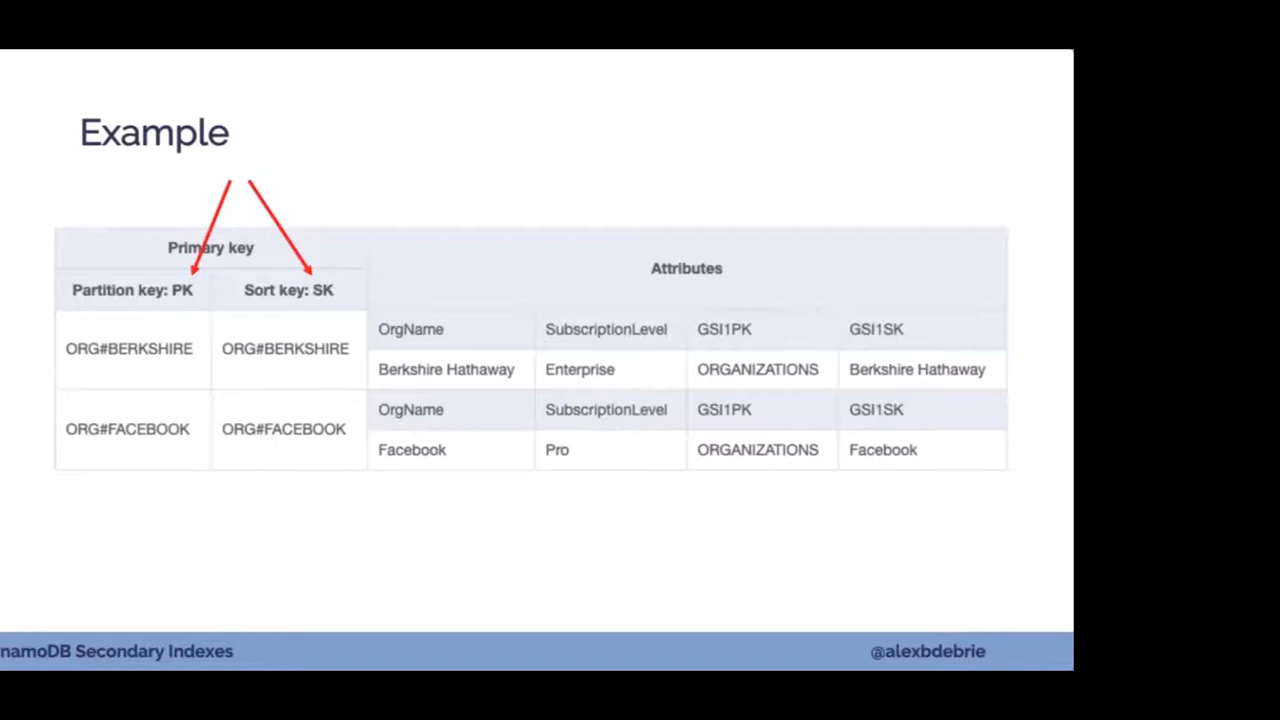 Example
Primary key
Attributes
Partition key: PK Sort key: SK
OrgName SubscriptionLevel GSI1PK GSI1SK
ORG#BERKSHIRE ORG#BERKSHIRE
Berkshire Hathaway Enterprise ORGANIZATIONS Berkshire Hathaway
OrgName SubscriptionLevel GSI1PK GSI1SK
ORG#FACEBOOK ORG#FACEBOOK
Facebook Pro ORGANIZATIONS Facebook
namoDB Secondary Indexes @alexbdebrie